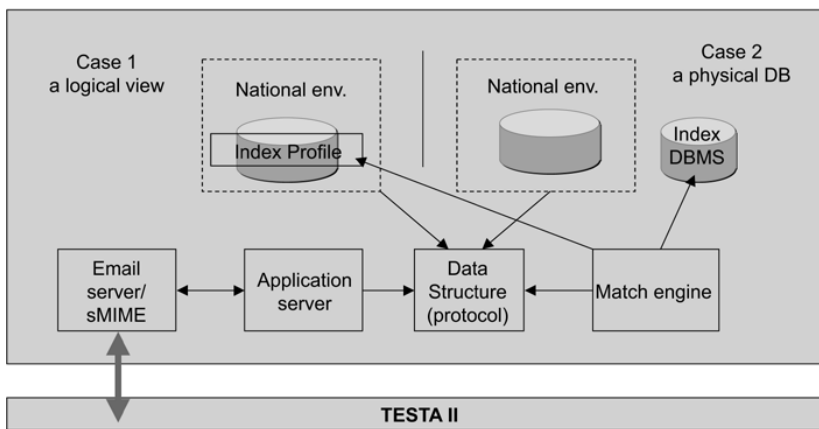 Case 1
a logical view
National env.
Index Profile
National env.
Case 2
a physical DB
Index
DBMS
Email
server/
sMIME
Application
server
Data
Structure
(protocol)
Match engine
TESTA II